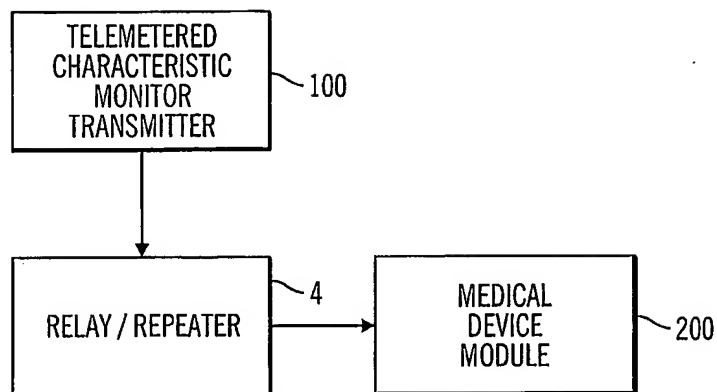 TELEMETERED
CHARACTERISTIC
MONITOR
TRANSMITTER
100
RELAY / REPEATER
4
MEDICAL
DEVICE
MODULE
200